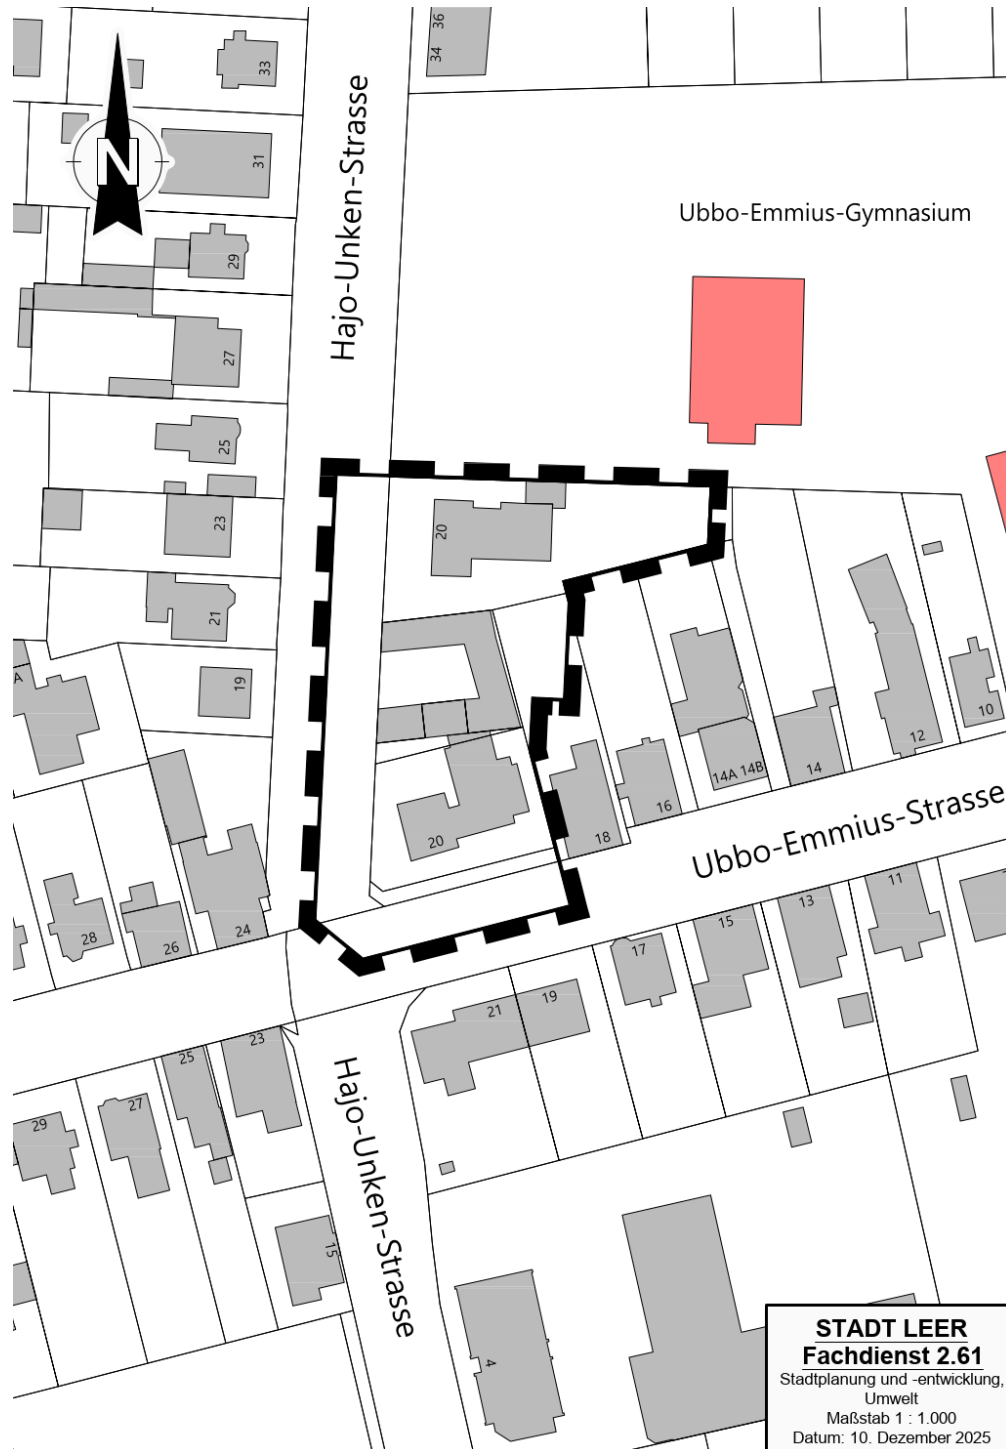 36
34
33
Hajo-Unken-Strasse
31
N
Ubbo-Emmius-Gymnasium
29
27
25
23
20
21
19
A
10
12
14
14A 14B
16
18
20
Ubbo-Emmius-Strasse
11
13
15
17
24
26
28
19
21
23
25
27
29
Hajo-Unken-Strasse
15
4
STADT LEER
Fachdienst 2.61
Stadtplanung und -entwicklung,
Umwelt
Maßstab 1 : 1.000
Datum: 10. Dezember 2025